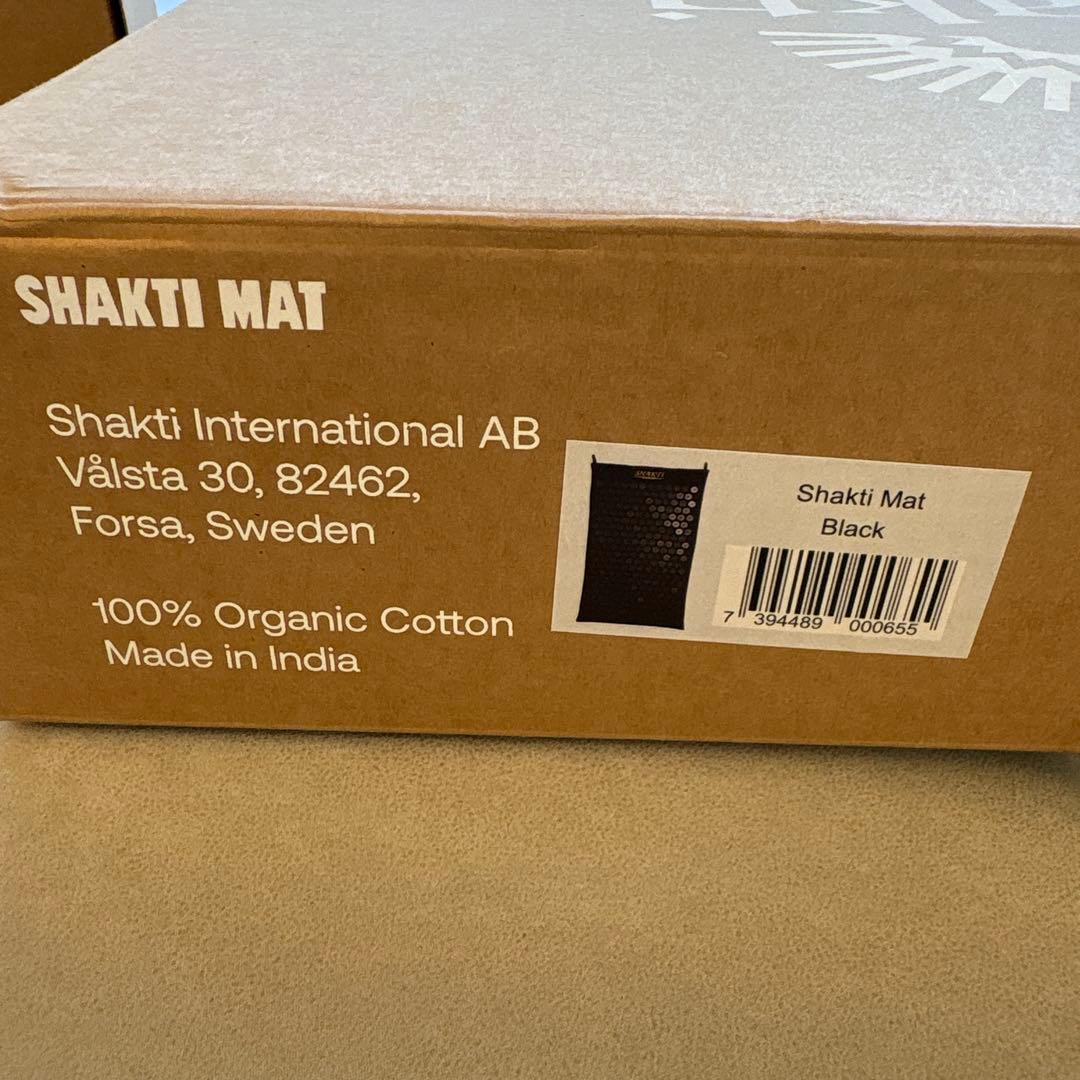 SHAKTI MAT
Shakti International AB
Vålsta 30, 82462,
Forsa, Sweden
100% Organic Cotton
Made in India
SHAKTI
Shakti Mat
Black
7 394489 000655